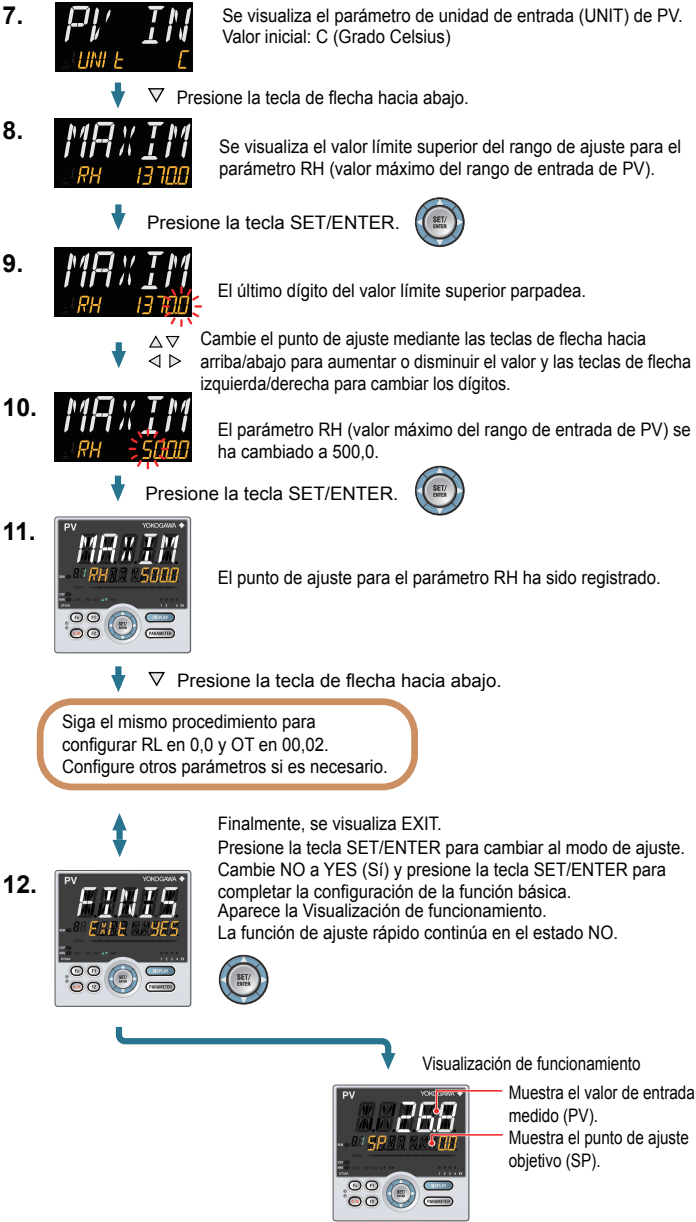 7.
PV IN
UNIt C
Se visualiza el parámetro de unidad de entrada (UNIT) de PV.
Valor inicial: C (Grado Celsius)
▽ Presione la tecla de flecha hacia abajo.
8.
MAXIM
RH 1370.0
Se visualiza el valor límite superior del rango de ajuste para el
parámetro RH (valor máximo del rango de entrada de PV).
Presione la tecla SET/ENTER.
SET/
ENTER
9.
MAXIM
RH 1370.0
El último dígito del valor límite superior parpadea.
△ ▽
◁ ▷
Cambie el punto de ajuste mediante las teclas de flecha hacia
arriba/abajo para aumentar o disminuir el valor y las teclas de flecha
izquierda/derecha para cambiar los dígitos.
10.
MAXIM
RH 500.0
El parámetro RH (valor máximo del rango de entrada de PV) se
ha cambiado a 500,0.
Presione la tecla SET/ENTER.
SET/
ENTER
11.
PV YOKOGAWA
MAXIM
RH 500.0
SET/
ENTER
DISPLAY
PARAMETER
El punto de ajuste para el parámetro RH ha sido registrado.
▽ Presione la tecla de flecha hacia abajo.
Siga el mismo procedimiento para
configurar RL en 0,0 y OT en 00,02.
Configure otros parámetros si es necesario.
Finalmente, se visualiza EXIT.
Presione la tecla SET/ENTER para cambiar al modo de ajuste.
Cambie NO a YES (Sí) y presione la tecla SET/ENTER para
completar la configuración de la función básica.
Aparece la Visualización de funcionamiento.
La función de ajuste rápido continúa en el estado NO.
12.
PV YOKOGAWA
FINIS
EXIt YES
SET/
ENTER
DISPLAY
PARAMETER
SET/
ENTER
Visualización de funcionamiento
PV YOKOGAWA
26.8
SP 0.0
SET/
ENTER
DISPLAY
PARAMETER
Muestra el valor de entrada
medido (PV).
Muestra el punto de ajuste
objetivo (SP).